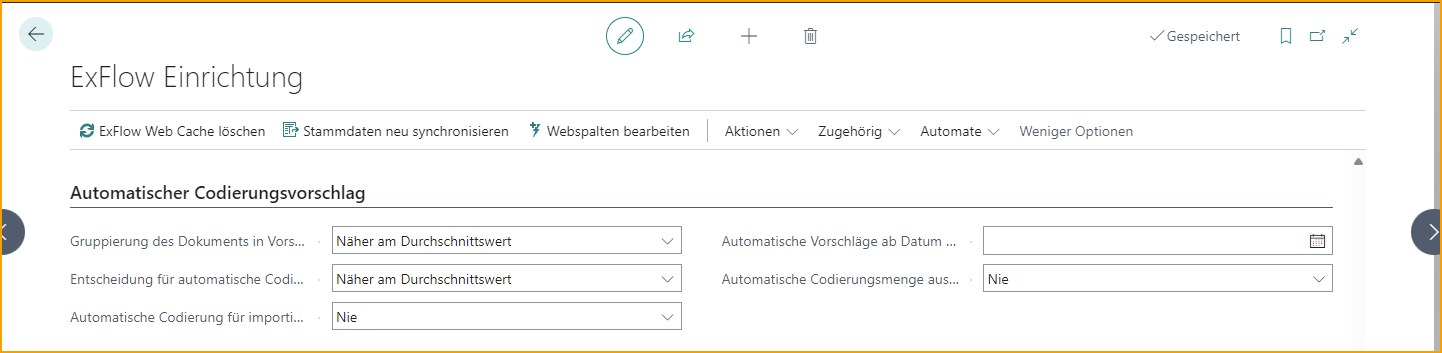 Gespeichert
ExFlow Einrichtung
ExFlow Web Cache löschen Stammdaten neu synchronisieren Webspalten bearbeiten Aktionen Zugehörig Automate Weniger Optionen
Automatischer Codierungsvorschlag
Gruppierung des Dokuments in Vors... Näher am Durchschnittswert Automatische Vorschläge ab Datum ...
Entscheidung für automatische Codi... Näher am Durchschnittswert Automatische Codierungsmenge aus... Nie
Automatische Codierung für importi... Nie